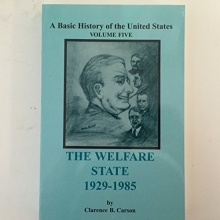 A Basic History of the United States
VOLUME FIVE
THE WELFARE
STATE
1929-1985
by
Clarence B. Carson